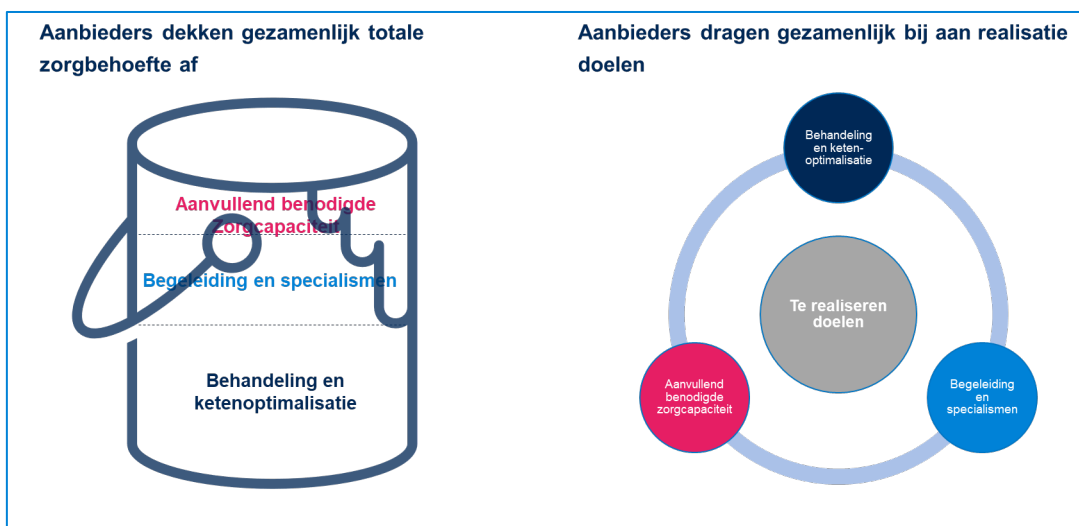 Aanbieders dekken gezamenlijk totale
zorgbehoefte af
Aanvullend benodigde
Zorgcapaciteit
Begeleiding en specialismen
Behandeling en
ketenoptimalisatie
Aanbieders dragen gezamenlijk bij aan realisatie
doelen
Behandeling
en keten-
optimalisatie
Te realiseren
doelen
Aanvullend
benodigde
zorgcapaciteit
Begeleiding
en
specialismen